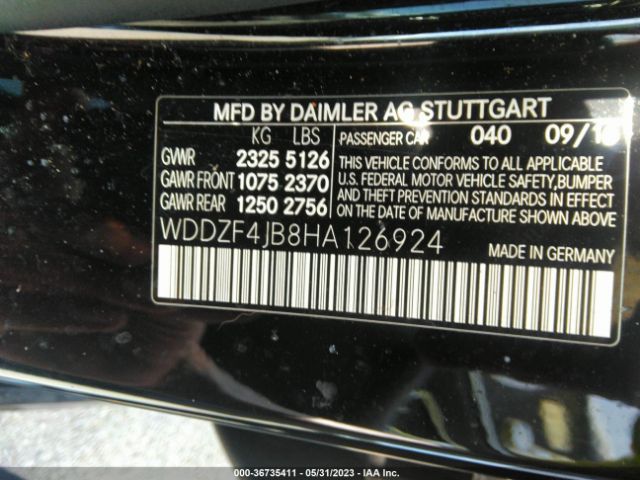 MFD BY DAIMLER AG STUTTGART
KG LBS PASSENGER CAR 040
GVWR 2325 5126 THIS VEHICLE CONFORMS TO ALL APPLICABLE
GAWR FRONT 1075 2370 U.S. FEDERAL MOTOR VEHICLE SAFETY,BUMPER
GAWR REAR 1250 2756 AND THEFT PREVENTION STANDARDS IN EFFECT
ON THE DATE OF MANUFACTURE SHOWN ABOVE
WDDZF4JB8HA126924 MADE IN GERMANY
000-36735411 - 05/31/2023 - IAA Inc.